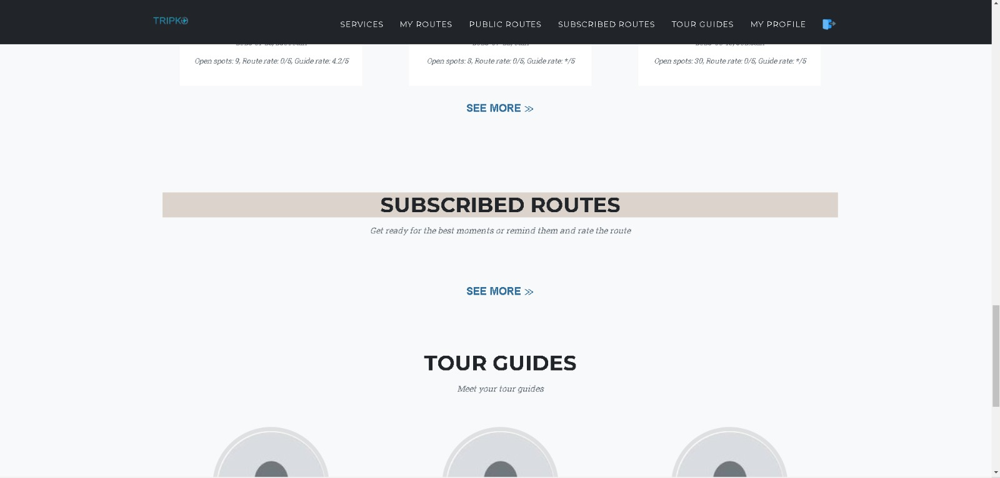 TRIPKO
SERVICES MY ROUTES PUBLIC ROUTES SUBSCRIBED ROUTES TOUR GUIDES MY PROFILE
Open spots: 9, Route rate: 0/5, Guide rate: 4.2/5
Open spots: 8, Route rate: 0/5, Guide rate: */5
Open spots: 30, Route rate: 0/5, Guide rate: */5
SEE MORE ≫
SUBSCRIBED ROUTES
Get ready for the best moments or remind them and rate the route
SEE MORE ≫
TOUR GUIDES
Meet your tour guides